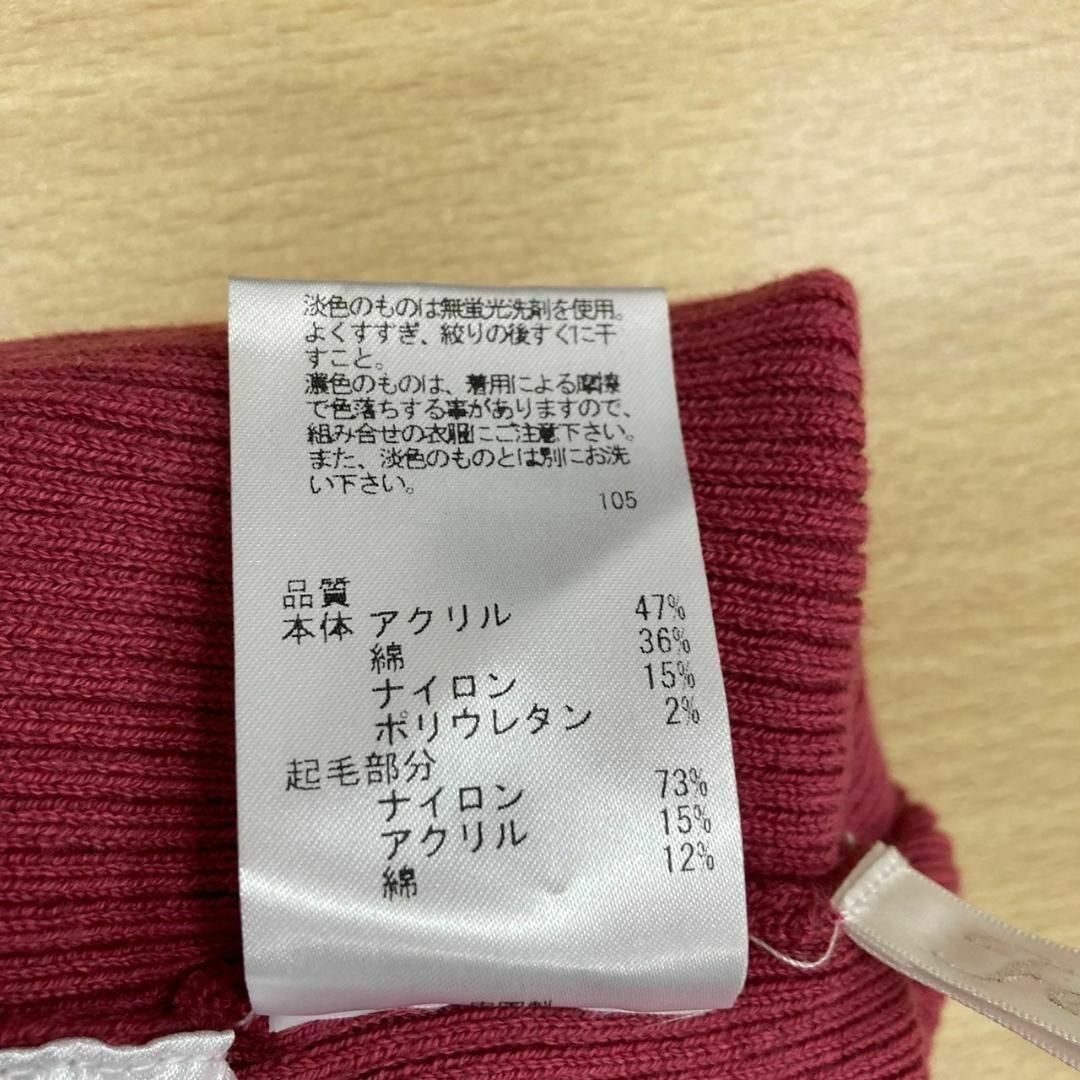 淡色のものは無蛍光洗剤を使用。
よくすすぎ、絞りの後すぐに干
すこと。
濃色のものは、着用による摩擦
で色落ちする事がありますので、
組み合せの衣服にご注意下さい。
また、淡色のものとは別にお洗
い下さい。
105
品質
本体 アクリル 47%
綿 36%
ナイロン 15%
ポリウレタン 2%
起毛部分
ナイロン 73%
アクリル 15%
綿 12%